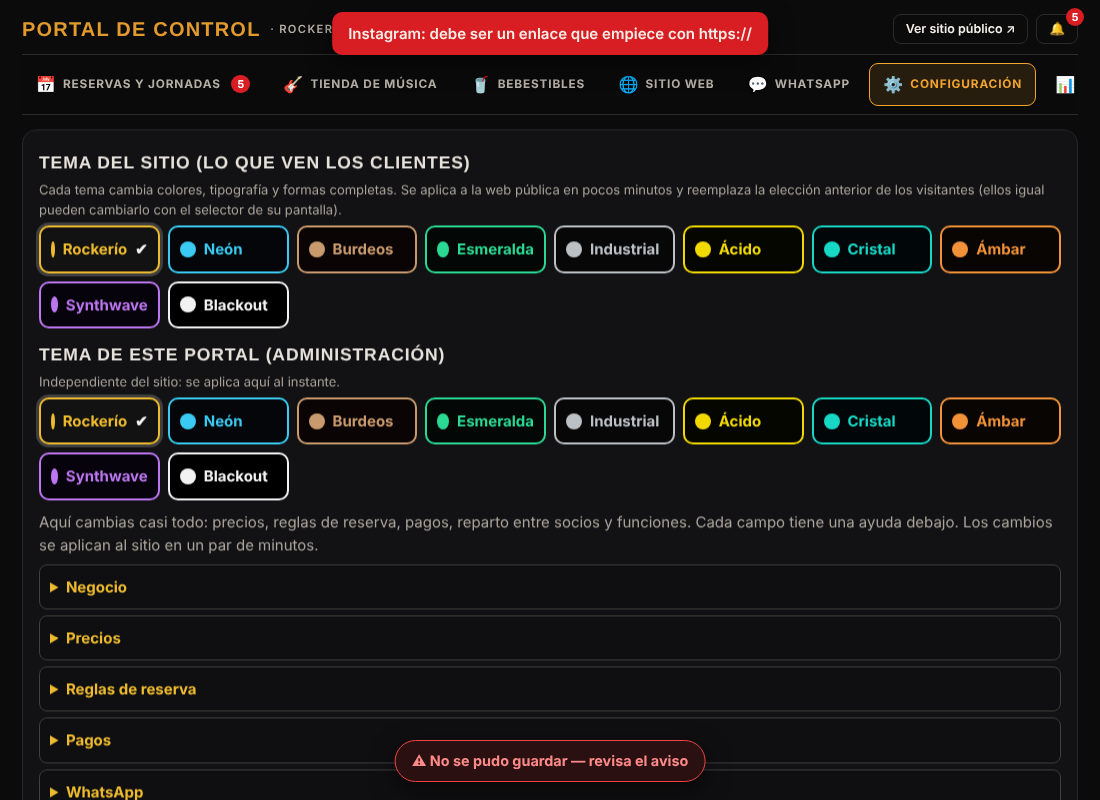 PORTAL DE CONTROL · ROCKER
Instagram: debe ser un enlace que empiece con https://
Ver sitio público ↗
5
RESERVAS Y JORNADAS 5
TIENDA DE MÚSICA
BEBESTIBLES
SITIO WEB
WHATSAPP
CONFIGURACIÓN
TEMA DEL SITIO (LO QUE VEN LOS CLIENTES)
Cada tema cambia colores, tipografía y formas completas. Se aplica a la web pública en pocos minutos y reemplaza la elección anterior de los visitantes (ellos igual
pueden cambiarlo con el selector de su pantalla).
Rockerío ✔
Neón
Burdeos
Esmeralda
Industrial
Ácido
Cristal
Ámbar
Synthwave
Blackout
TEMA DE ESTE PORTAL (ADMINISTRACIÓN)
Independiente del sitio: se aplica aquí al instante.
Rockerío ✔
Neón
Burdeos
Esmeralda
Industrial
Ácido
Cristal
Ámbar
Synthwave
Blackout
Aquí cambias casi todo: precios, reglas de reserva, pagos, reparto entre socios y funciones. Cada campo tiene una ayuda debajo. Los cambios
se aplican al sitio en un par de minutos.
Negocio
Precios
Reglas de reserva
Pagos
⚠ No se pudo guardar — revisa el aviso
WhatsApp